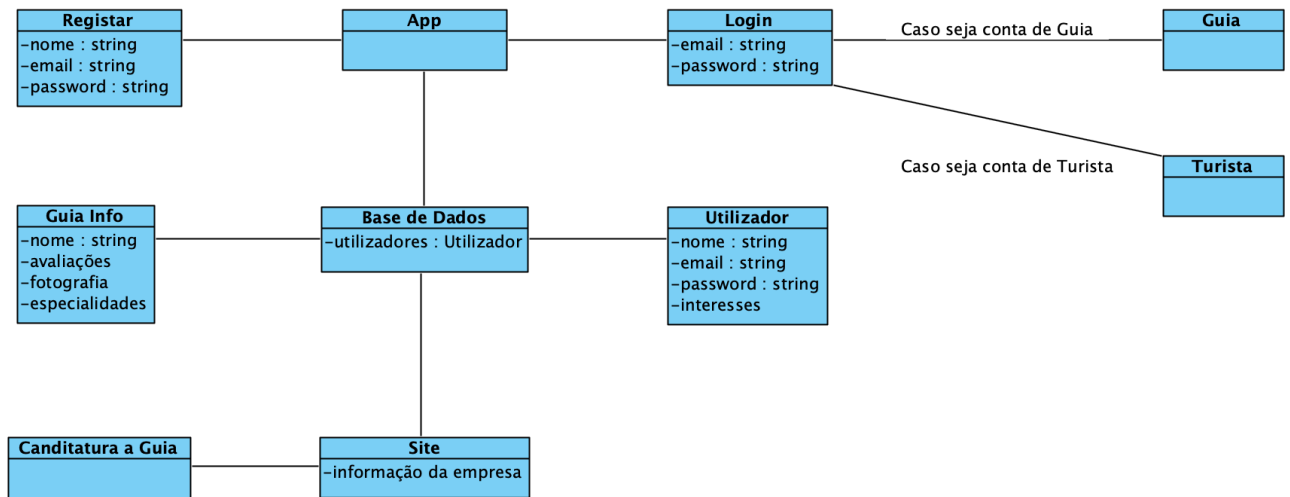 Registar
-nome : string
-email : string
-password : string
App
Login
-email : string
-password : string
Caso seja conta de Guia
Guia
Caso seja conta de Turista
Turista
Guia Info
-nome : string
-avaliações
-fotografia
-especialidades
Base de Dados
-utilizadores : Utilizador
Utilizador
-nome : string
-email : string
-password : string
-interesses
Canditatura a Guia
Site
-informação da empresa